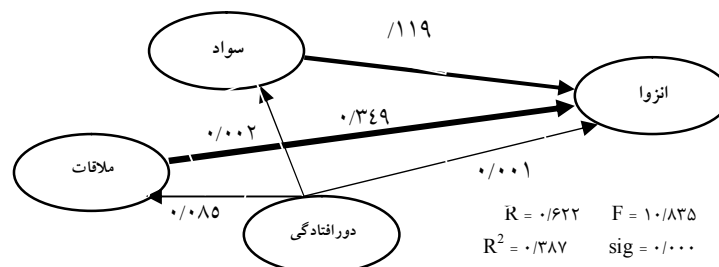 /۱۱۹
سواد
انزوا
۰/۰۰۲
۰/۳٤۹
ملاقات
۰/۰۰۱
۰/۰۸۵
دورافتادگی
R = ۰/۶۲۲ F = ۱۰/۸۳۵
R² = ۰/۳۸۷ sig = ۰/۰۰۰